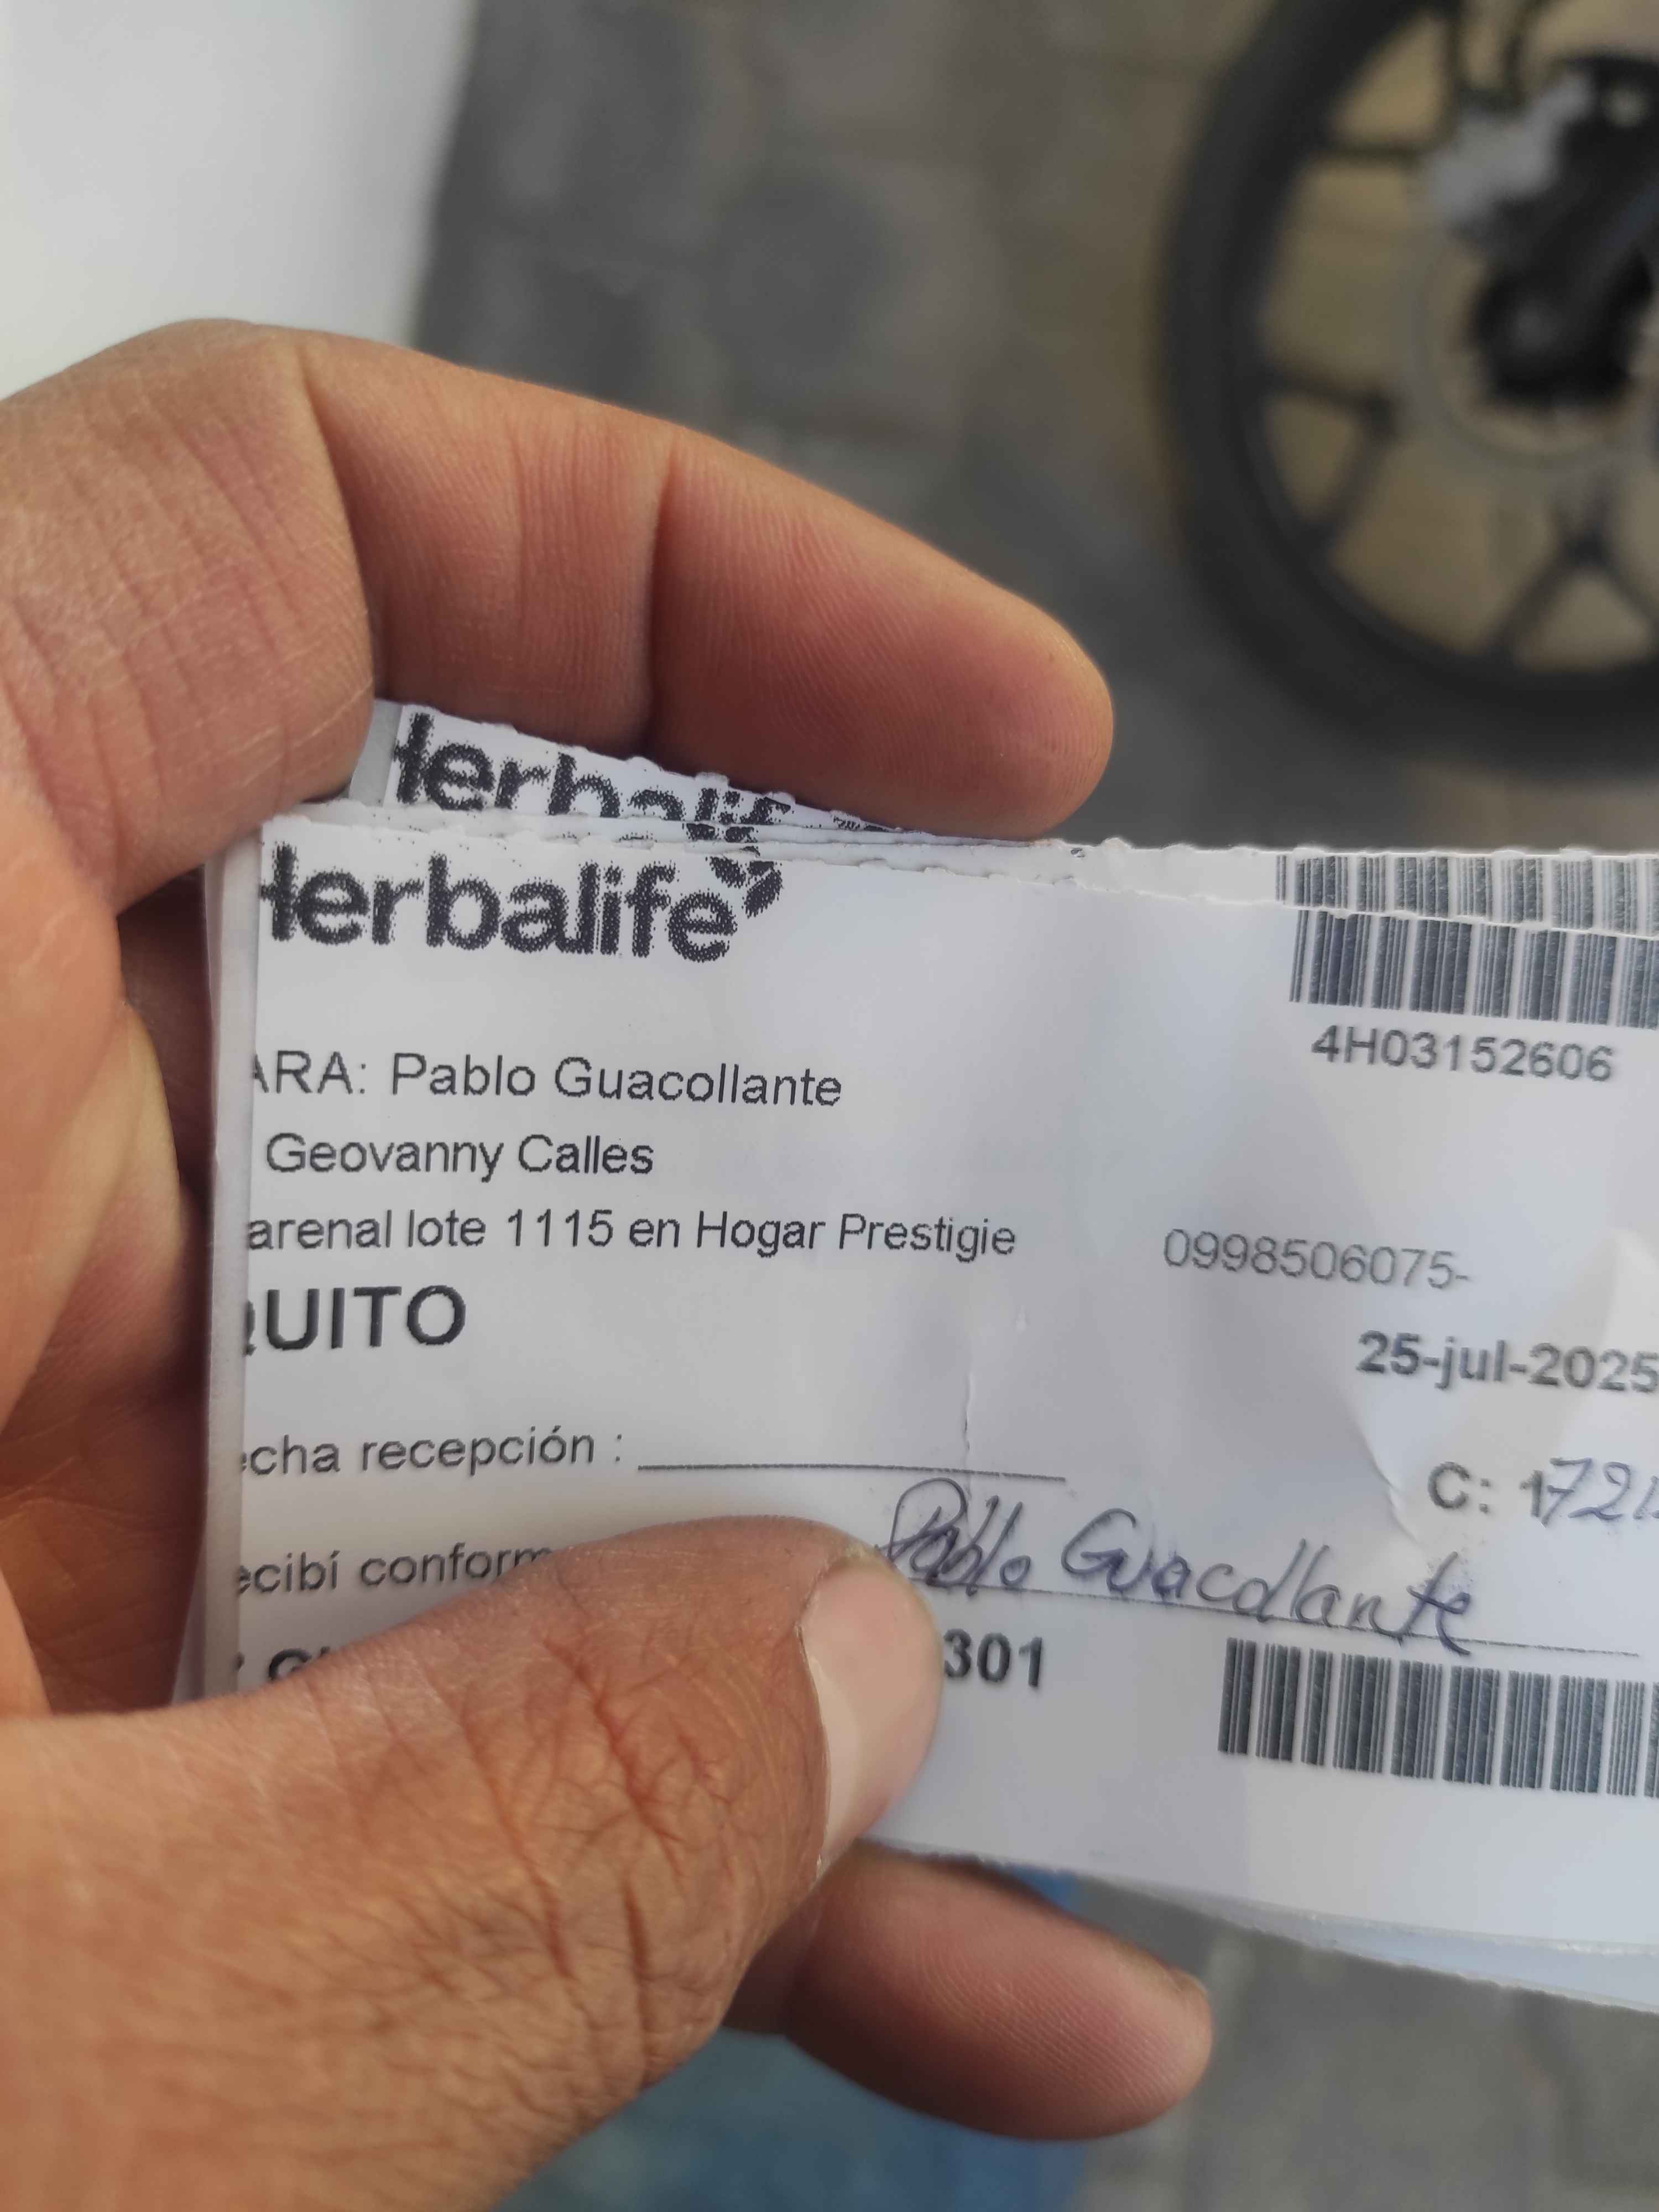 Herbalife
Herbalife
4H03152606
ARA: Pablo Guacollante
Geovanny Calles
arenal lote 1115 en Hogar Prestigie
0998506075-
QUITO
25-jul-2025
echa recepción :
C: 172
ecibí conform
Pablo Guacollante
301